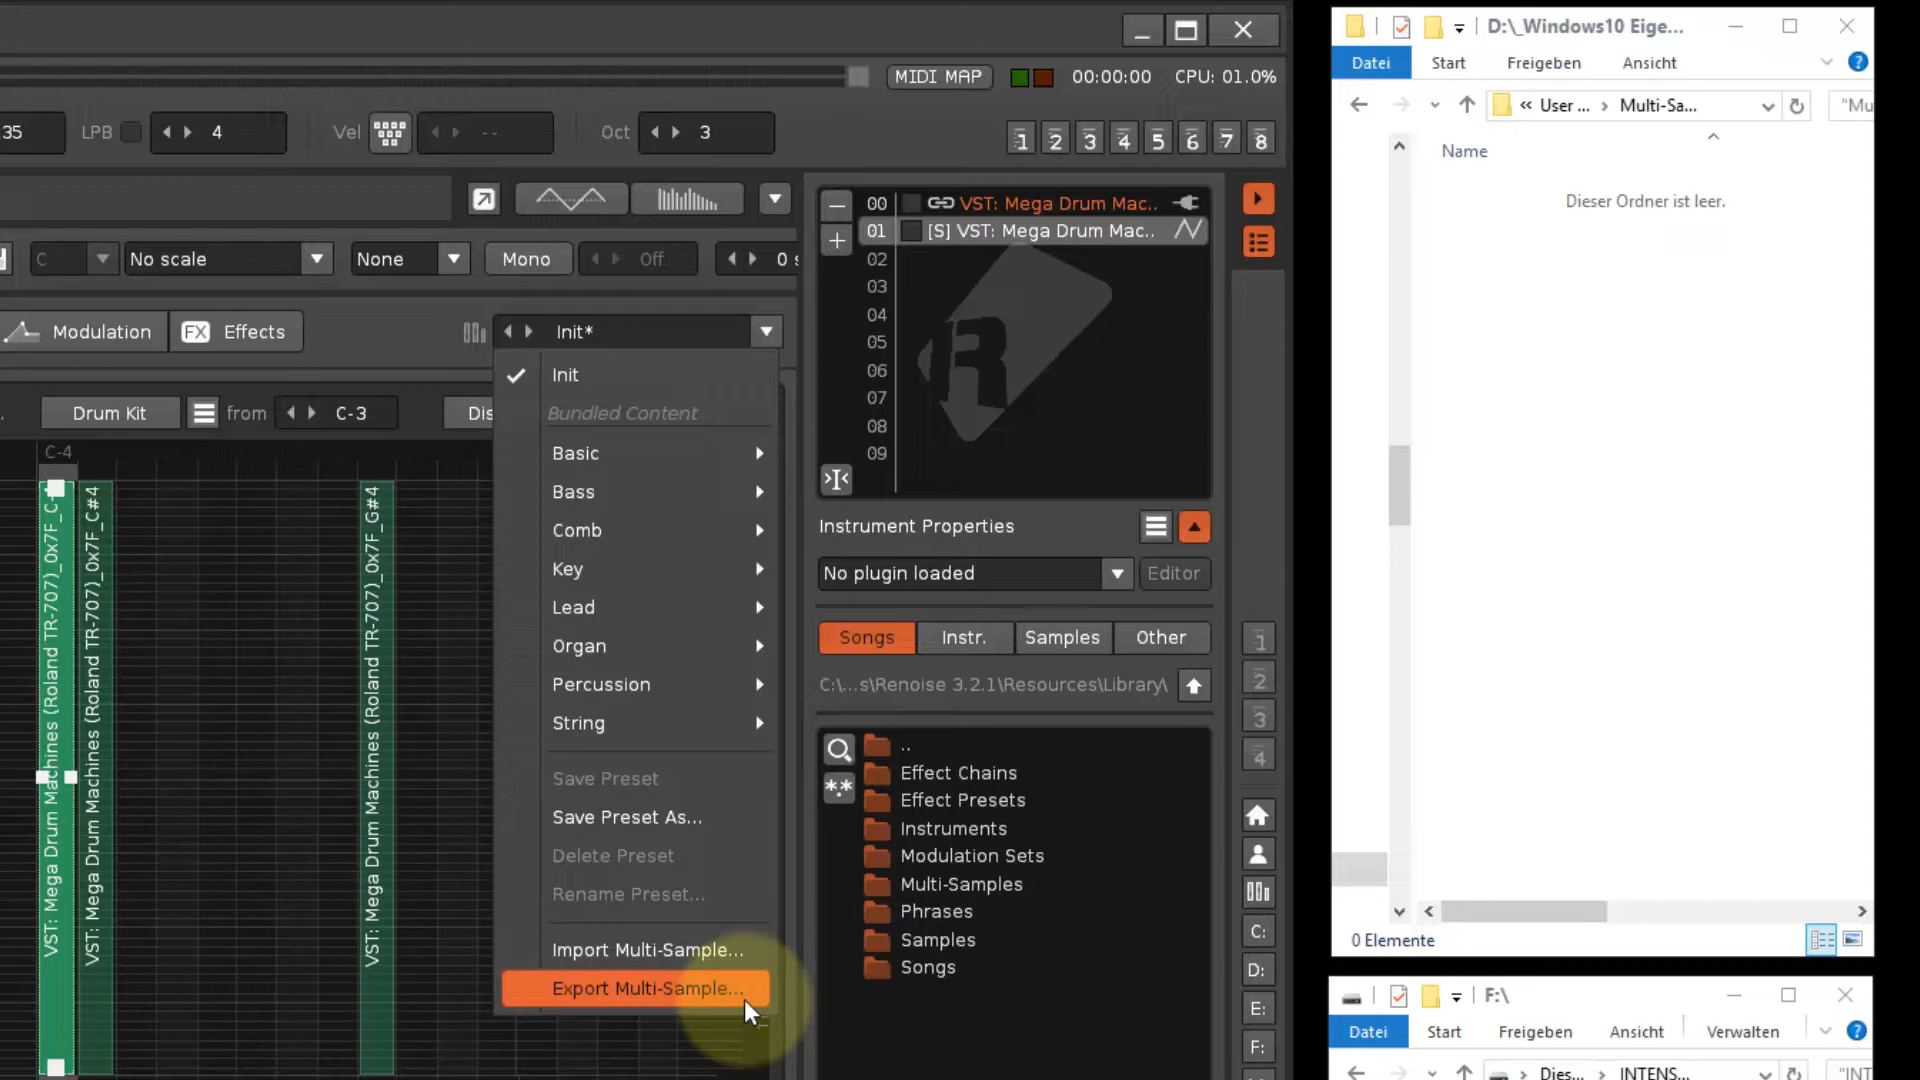 MIDI MAP
00:00:00
CPU: 01.0%
35
LPB
4
Vel
--
Oct
3
1 2 3 4 5 6 7 8
C
No scale
None
Mono
Off
0 s
Modulation
FX Effects
Init*
Drum Kit
from
C-3
Dis
C-4
VST: Mega Drum Machines (Roland TR-707)_0x7F_C-
VST: Mega Drum Machines (Roland TR-707)_0x7F_C#4
VST: Mega Drum Machines (Roland TR-707)_0x7F_G#4
Init
Bundled Content
Basic
Bass
Comb
Key
Lead
Organ
Percussion
String
Save Preset
Save Preset As...
Delete Preset
Rename Preset...
Import Multi-Sample...
Export Multi-Sample...
00 VST: Mega Drum Mac..
01 [S] VST: Mega Drum Mac..
02
03
04
05
06
07
08
09
Instrument Properties
No plugin loaded
Editor
Songs
Instr.
Samples
Other
C:\...s\Renoise 3.2.1\Resources\Library\
..
Effect Chains
Effect Presets
Instruments
Modulation Sets
Multi-Samples
Phrases
Samples
Songs
*.*
1
2
3
4
C:
D:
E:
F:
D:\_Windows10 Eige...
Datei
Start
Freigeben
Ansicht
« User ... › Multi-Sa...
"Mu
Name
Dieser Ordner ist leer.
0 Elemente
F:\
Datei
Start
Freigeben
Ansicht
Verwalten
Dies... › INTENS...
"INT